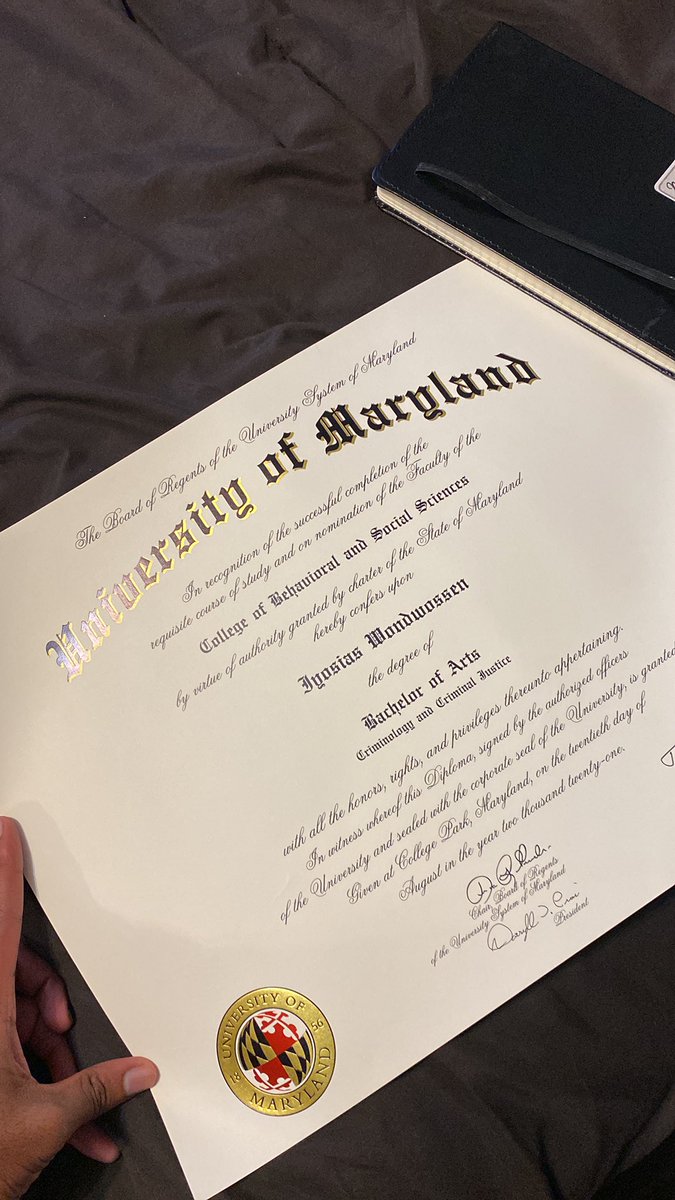 The Board of Regents of the University System of Maryland
University of Maryland
In recognition of the successful completion of the
requisite course of study and on nomination of the Faculty of the
College of Behavioral and Social Sciences
by virtue of authority granted by charter of the State of Maryland
hereby confers upon
Iyosias Wondwossen
the degree of
Bachelor of Arts
Criminology and Criminal Justice
with all the honors, rights, and privileges thereunto appertaining.
In witness whereof this Diploma, signed by the authorized officers
of the University and sealed with the corporate seal of the University, is granted
Given at College Park, Maryland, on the twentieth day of
August in the year two thousand twenty-one.
Chair, Board of Regents
of the University System of Maryland
President
UNIVERSITY OF
18 56
MARYLAND